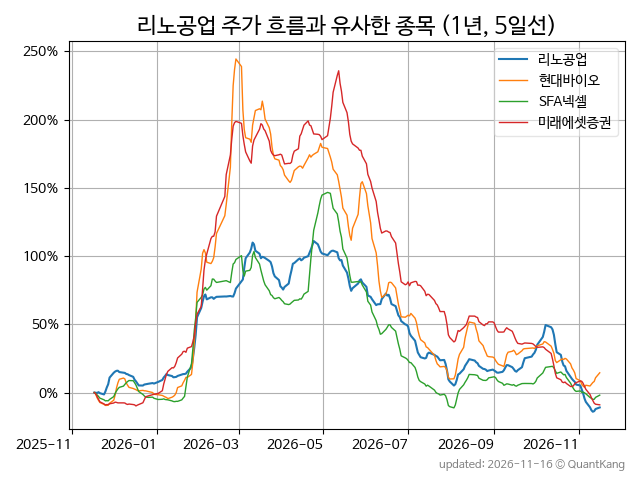 리노공업 주가 흐름과 유사한 종목 (1년, 5일선)
250%
200%
150%
100%
50%
0%
리노공업
현대바이오
SFA넥셀
미래에셋증권
2025-11
2026-01
2026-03
2026-05
2026-07
2026-09
2026-11
updated: 2026-11-16 © QuantKang